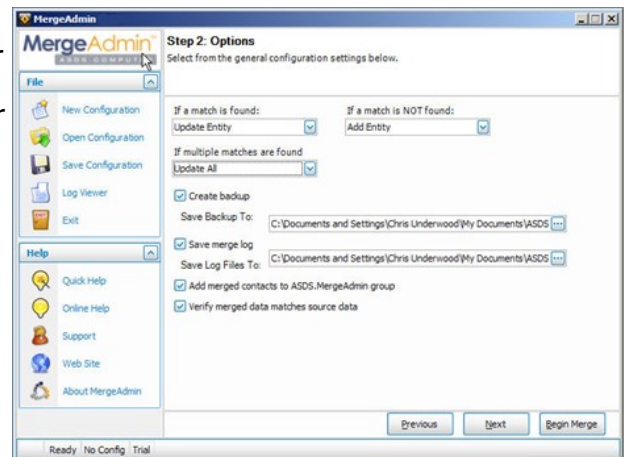 MergeAdmin
MergeAdmin™
ASDS COMPUTING
File
New Configuration
Open Configuration
Save Configuration
Log Viewer
Exit
Help
Quick Help
Online Help
Support
Web Site
About MergeAdmin
Step 2: Options
Select from the general configuration settings below.
If a match is found:
Update Entity
If a match is NOT found:
Add Entity
If multiple matches are found
Update All
Create backup
Save Backup To:
C:\Documents and Settings\Chris Underwood\My Documents\ASDS ...
Save merge log
Save Log Files To:
C:\Documents and Settings\Chris Underwood\My Documents\ASDS ...
Add merged contacts to ASDS.MergeAdmin group
Verify merged data matches source data
Previous
Next
Begin Merge
Ready No Config Trial